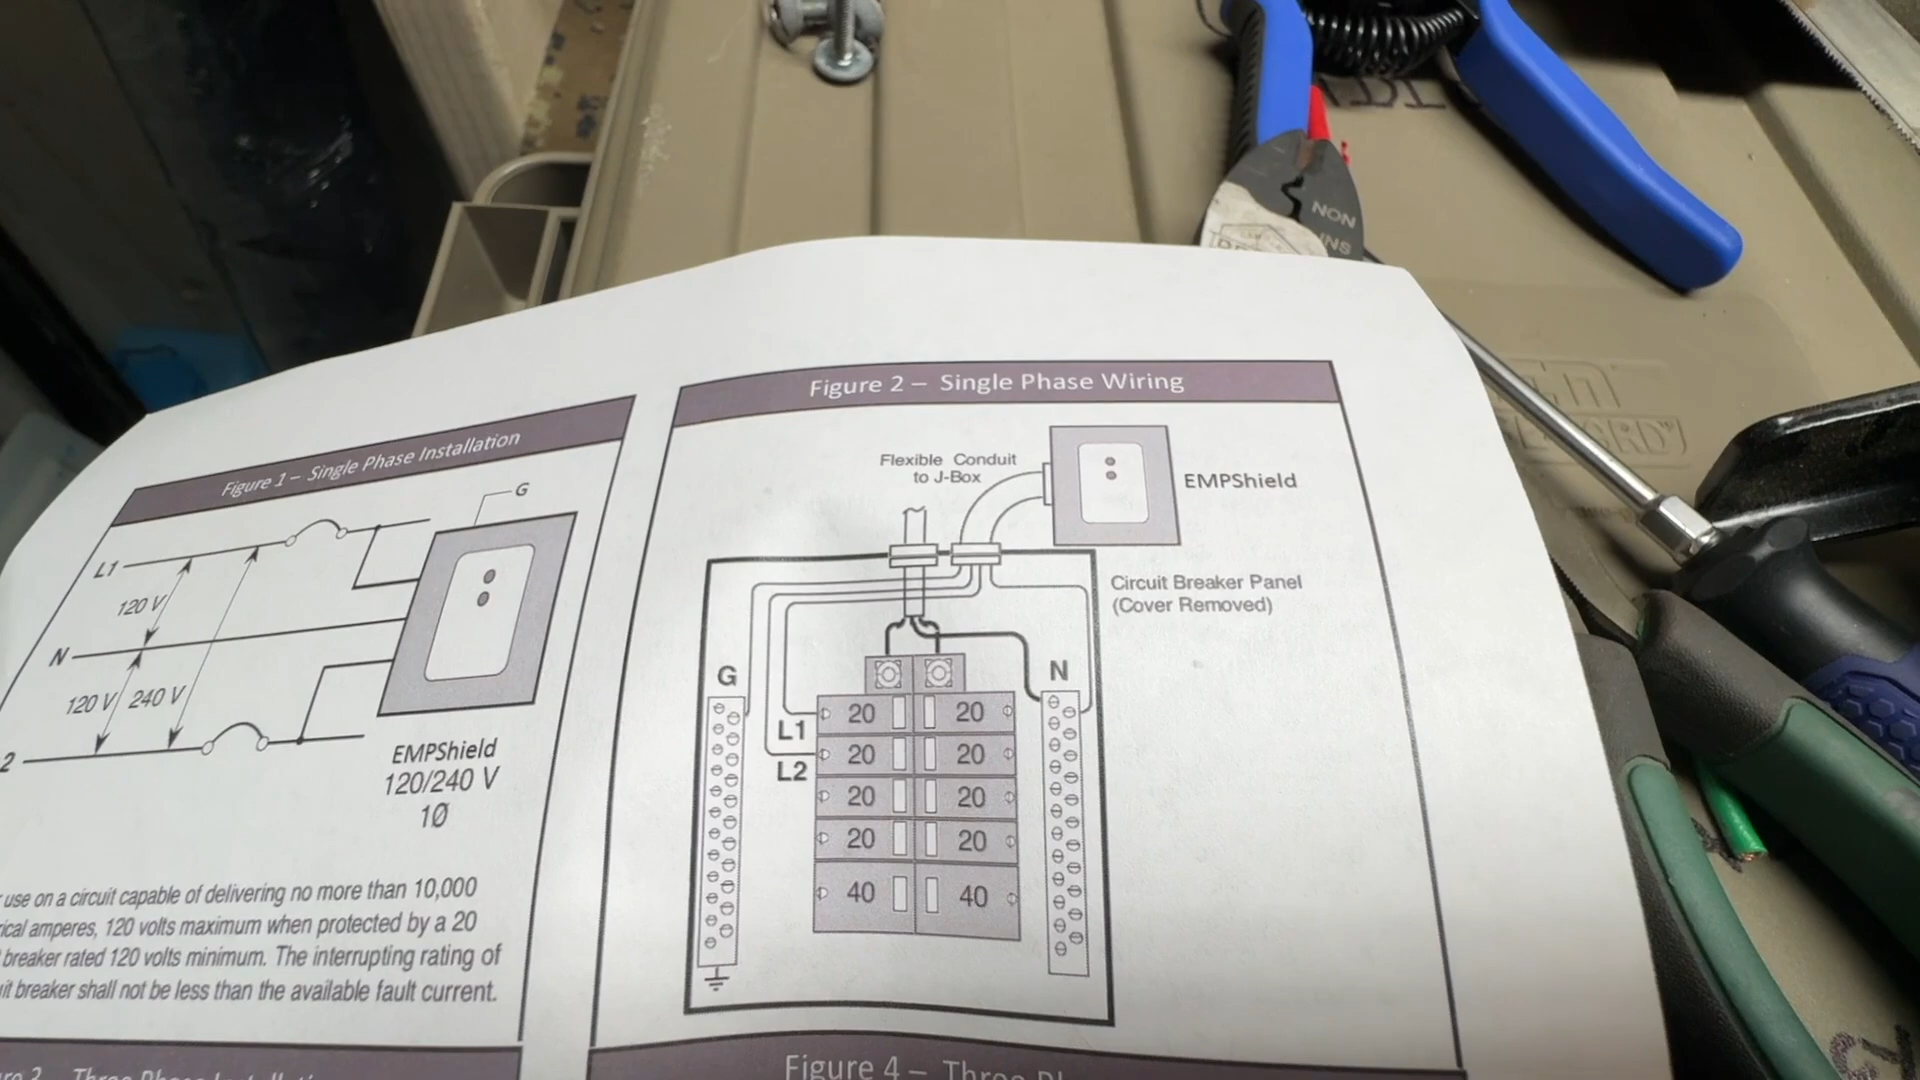 NON
INS
Figure 1 – Single Phase Installation
G
L1
120 V
N
120 V
240 V
2
EMPShield
120/240 V
1Ø
use on a circuit capable of delivering no more than 10,000
amperes, 120 volts maximum when protected by a 20
breaker rated 120 volts minimum. The interrupting rating of
breaker shall not be less than the available fault current.
Figure 2 – Single Phase Wiring
Flexible Conduit
to J-Box
EMPShield
Circuit Breaker Panel
(Cover Removed)
G
N
L1
L2
20 20
20 20
20 20
20 20
40 40
Figure 4 – Three